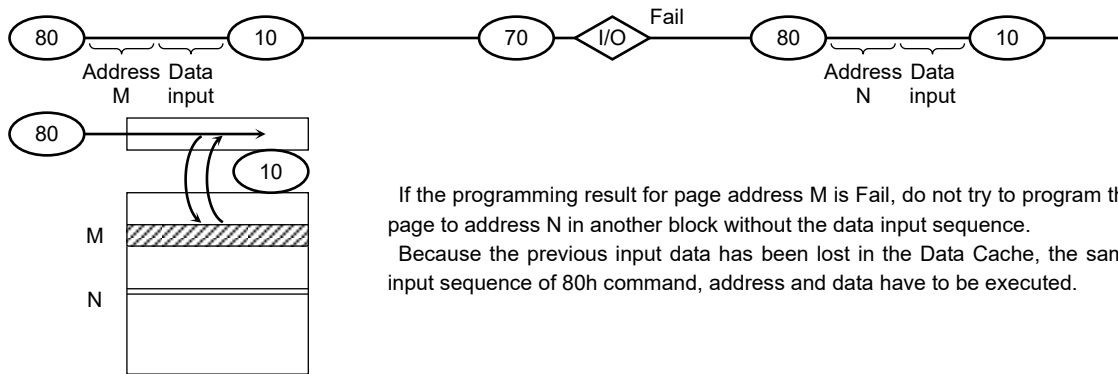 Fail
80 10 70 I/O 80 10
Address Data Address Data
M input N input
80
10
If the programming result for page address M is Fail, do not try to program
page to address N in another block without the data input sequence.
M
Because the previous input data has been lost in the Data Cache, the
input sequence of 80h command, address and data have to be executed.
N